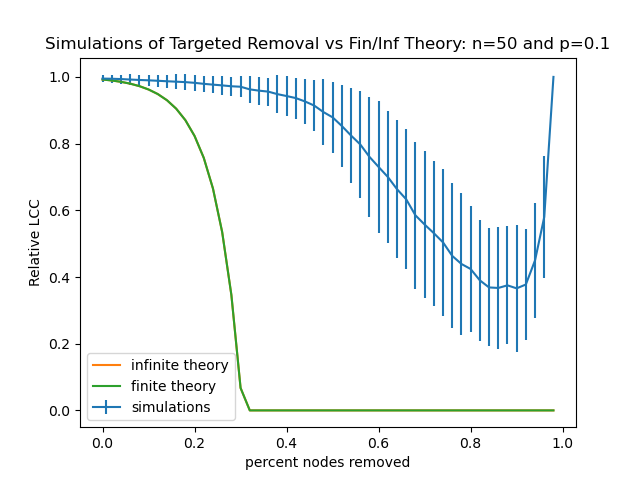 Simulations of Targeted Removal vs Fin/Inf Theory: n=50 and p=0.1
1.0
0.8
0.6
0.4
0.2
0.0
Relative LCC
infinite theory
finite theory
simulations
0.0 0.2 0.4 0.6 0.8 1.0
percent nodes removed